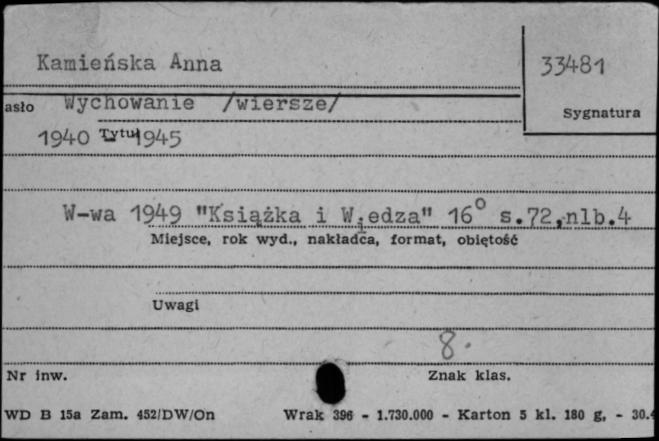 Kamieńska Anna
33481
asło Wychowanie /wiersze/
Sygnatura
1940 Tytuł 1945
W-wa 1949 "Książka i Wiedza" 16° s.72,nlb.4
Miejsce, rok wyd., nakładca, format, objętość
Uwagi
8.
Nr inw.
Znak klas.
WD B 15a Zam. 452/DW/On Wrak 396 - 1.730.000 - Karton 5 kl. 180 g, - 30.4